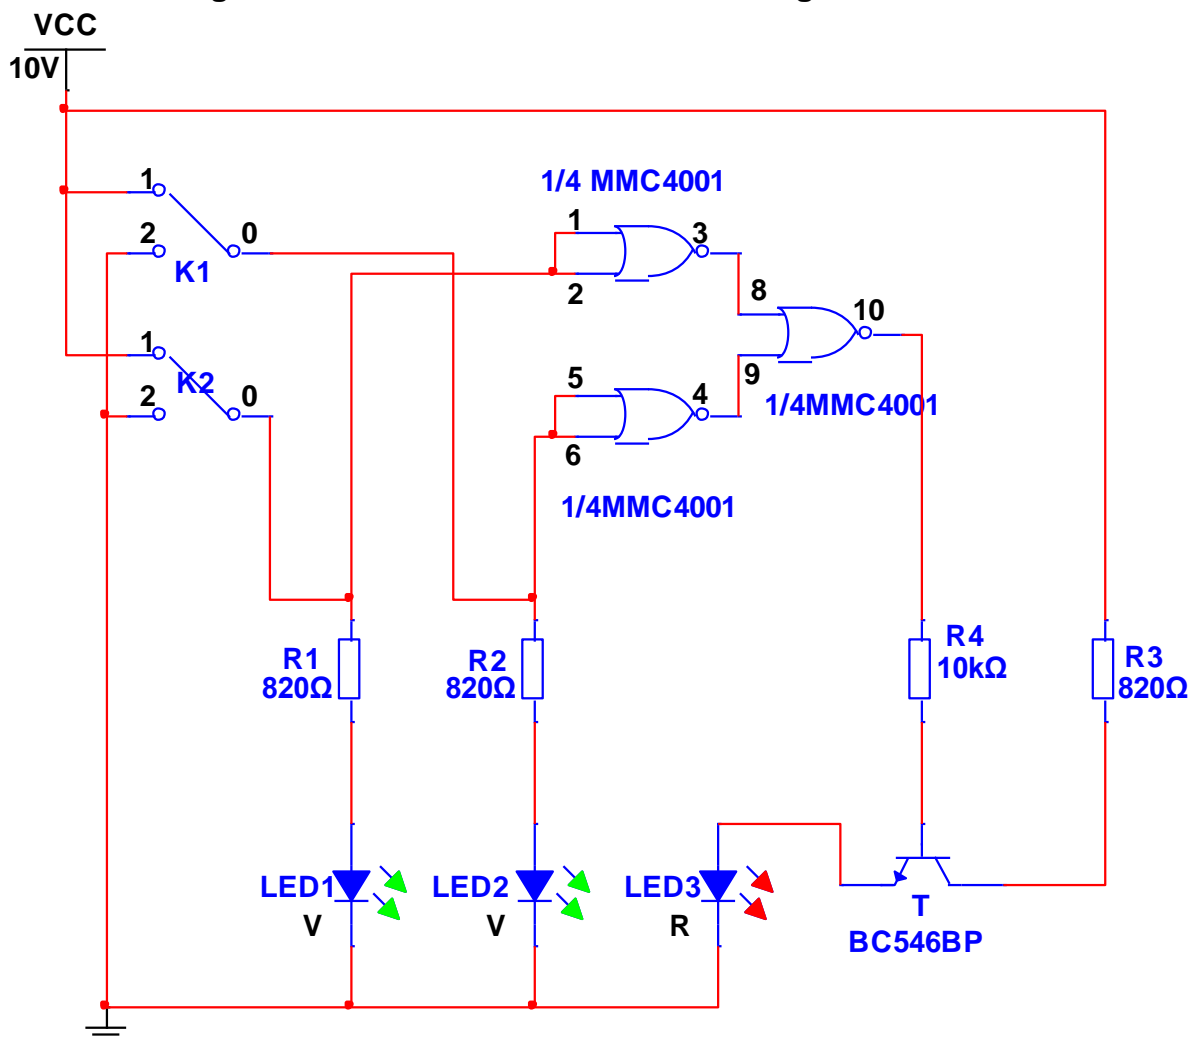 VCC
10V
1
2
0
K1
1
2
0
K2
1/4 MMC4001
1
2
3
8
10
9
1/4MMC4001
5
4
6
1/4MMC4001
R1
820Ω
R2
820Ω
R4
10kΩ
R3
820Ω
LED1
V
LED2
V
LED3
R
T
BC546BP